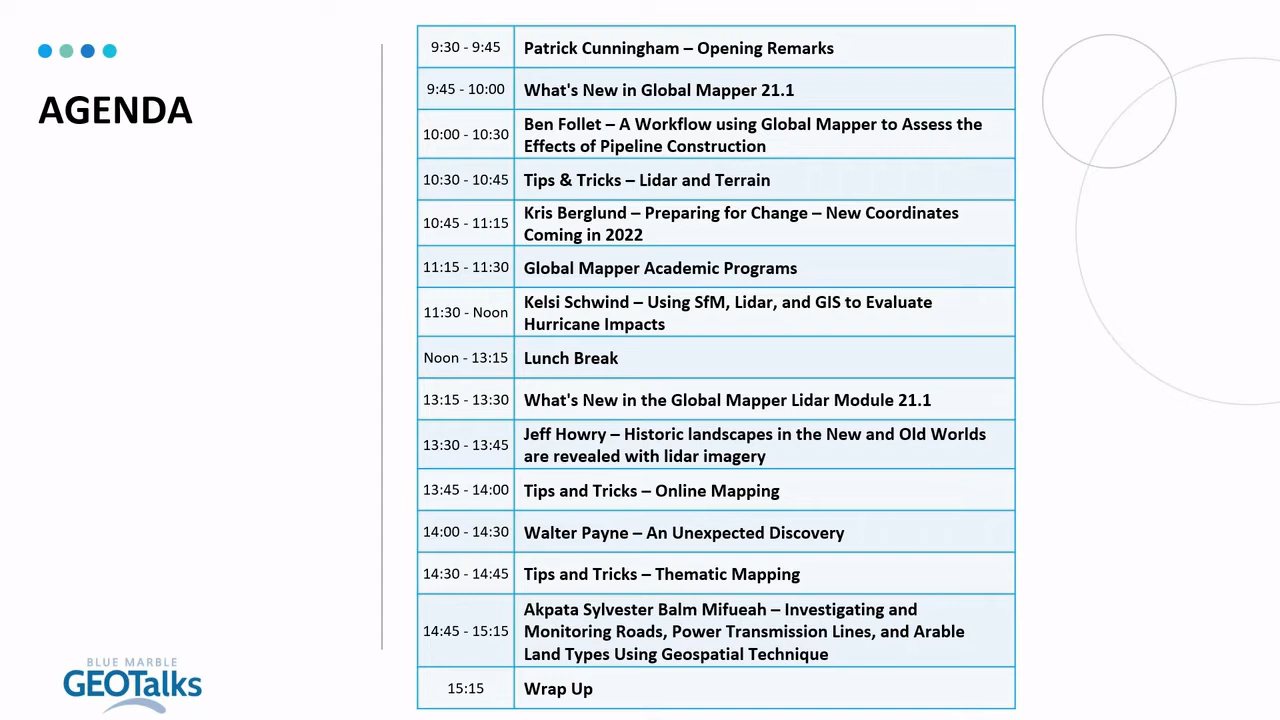 AGENDA
9:30 - 9:45
Patrick Cunningham – Opening Remarks
9:45 - 10:00
What's New in Global Mapper 21.1
10:00 - 10:30
Ben Follet – A Workflow using Global Mapper to Assess the
Effects of Pipeline Construction
10:30 - 10:45
Tips & Tricks – Lidar and Terrain
10:45 - 11:15
Kris Berglund – Preparing for Change – New Coordinates
Coming in 2022
11:15 - 11:30
Global Mapper Academic Programs
11:30 - Noon
Kelsi Schwind – Using SfM, Lidar, and GIS to Evaluate
Hurricane Impacts
Noon - 13:15
Lunch Break
13:15 - 13:30
What's New in the Global Mapper Lidar Module 21.1
13:30 - 13:45
Jeff Howry – Historic landscapes in the New and Old Worlds
are revealed with lidar imagery
13:45 - 14:00
Tips and Tricks – Online Mapping
14:00 - 14:30
Walter Payne – An Unexpected Discovery
14:30 - 14:45
Tips and Tricks – Thematic Mapping
14:45 - 15:15
Akpata Sylvester Balm Mifueah – Investigating and
Monitoring Roads, Power Transmission Lines, and Arable
Land Types Using Geospatial Technique
15:15
Wrap Up
BLUE MARBLE
GEOTalks